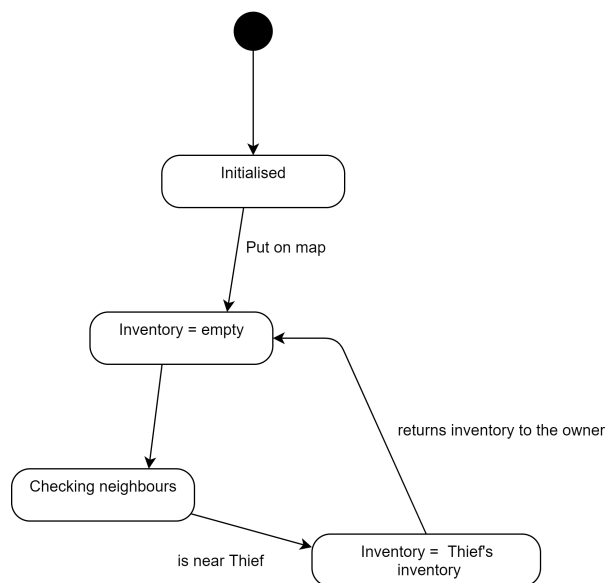 Initialised
Put on map
Inventory = empty
returns inventory to the owner
Checking neighbours
is near Thief
Inventory =  Thief's
inventory